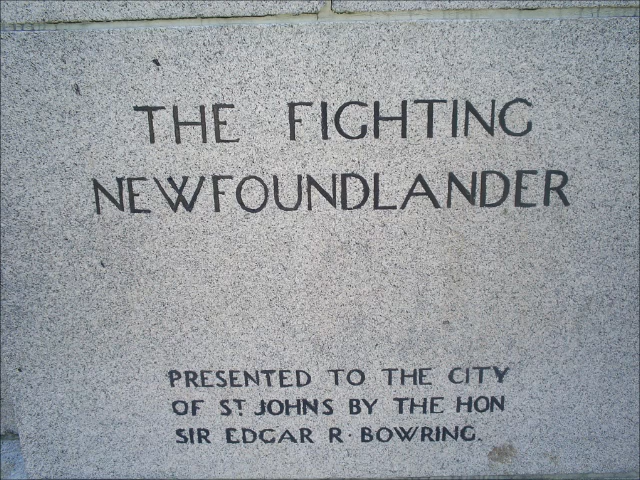 THE FIGHTING
NEWFOUNDLANDER
PRESENTED TO THE CITY
OF ST. JOHNS BY THE HON
SIR EDGAR R. BOWRING.